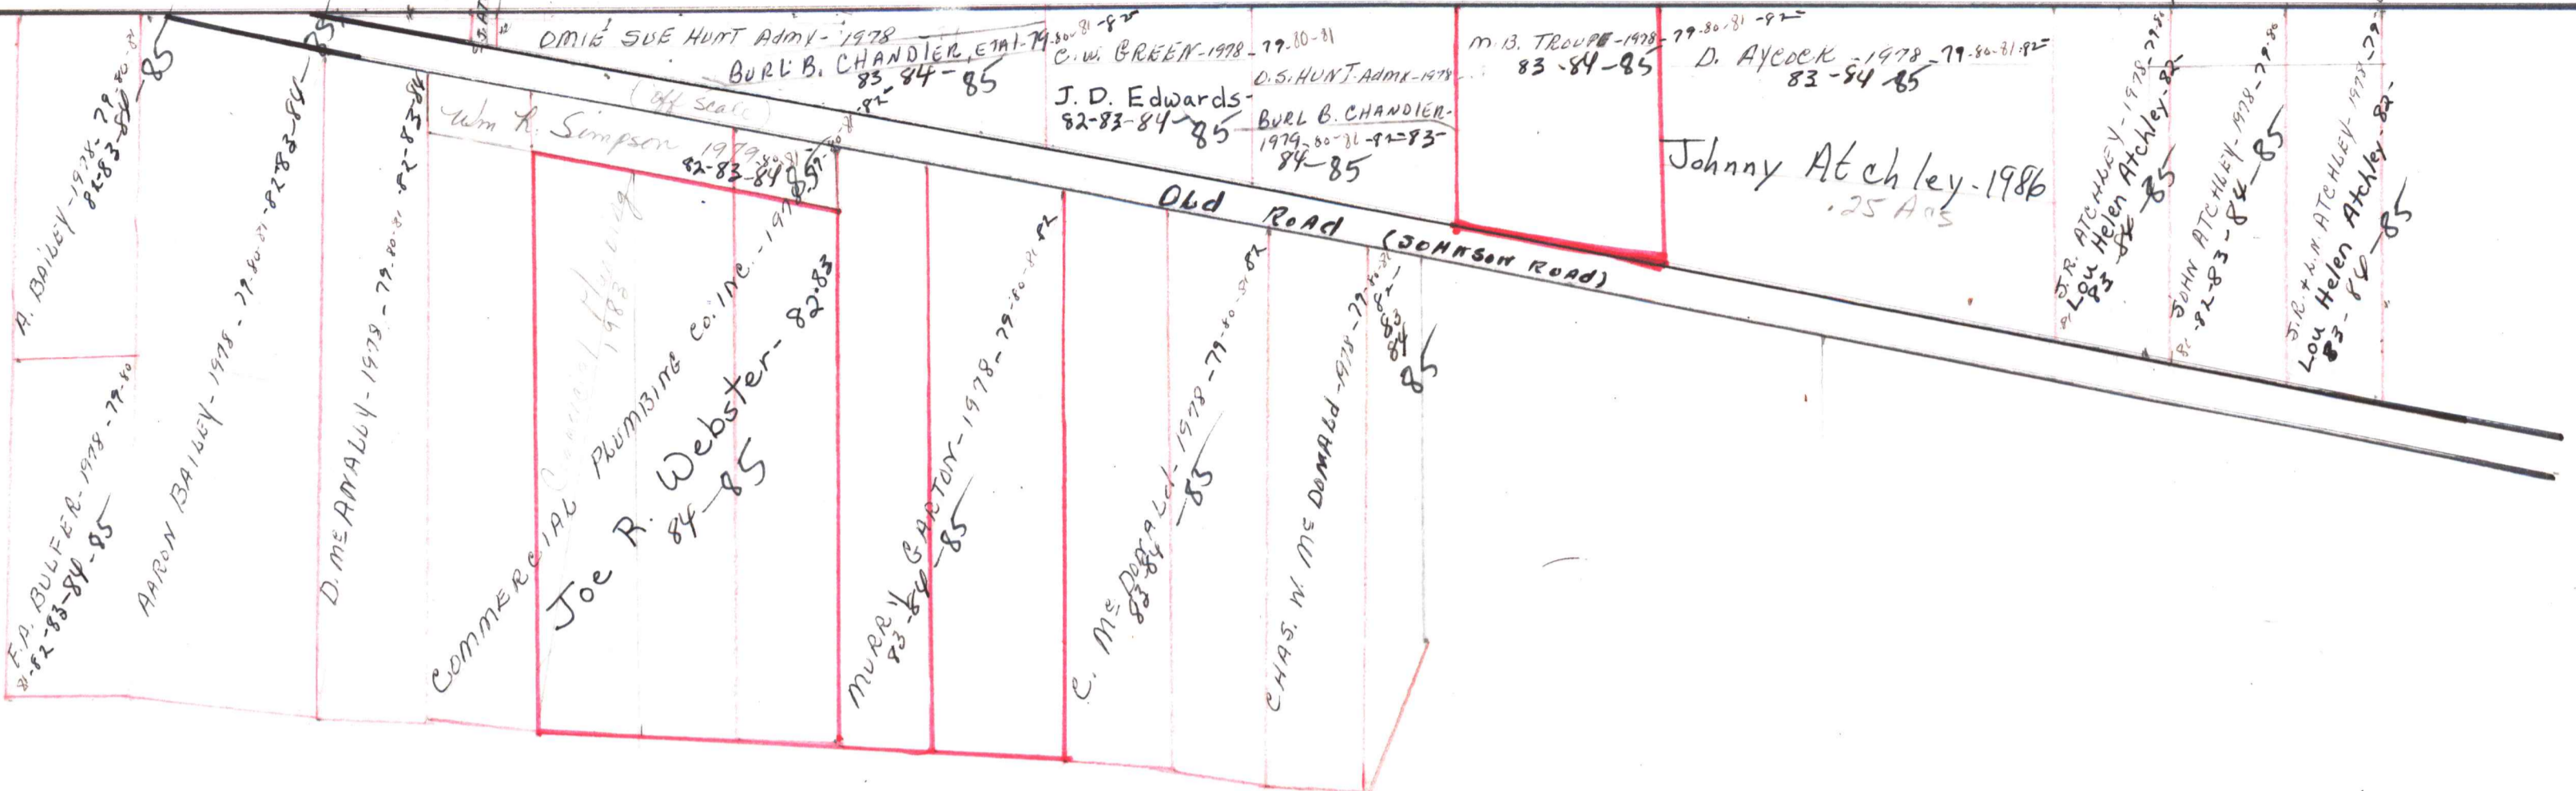 A. BAILEY-1978-79-80-81
82-83-84-85
F.A. BULFER-1978-79-80
81-82-83-84-85
AARON BAILEY-1978-79-80-81-82-83-84-85
D. McANALLY-1978-79-80-81-82-83-84
OMIE SUE HUNT Admx-1978
BURL B. CHANDLER, ETAL-79-80-81-82
83-84-85
(off scale)
Wm R. Simpson 1979-80-81-
82-83-84-85
COMMERCIAL PLUMBING CO. INC.-1978-79-80-81-82
1983
Joe R. Webster-82-83
84-85
MURRY GARTON-1978-79-80-81-82
83-84-85
C.W. GREEN-1978-79-80-81
J. D. Edwards-
82-83-84-85
O.S. HUNT-Admx-1978
BURL B. CHANDLER-
1979-80-81-82-83-
84-85
C. McDONALD-1978-79-80-81-82
83-84-85
CHAS. W. McDONALD-1978-79-80-81
82-
83
84
85
OLD ROAD (JOHNSON ROAD)
M.B. TROUPE-1978-79-80-81-82
83-84-85
D. AYCOCK-1978-79-80-81-82
83-84-85
Johnny Atchley-1986
.25 Acs
J.R. ATCHLEY-1978-79-80
81
Lou Helen Atchley-82-
83-84-85
JOHN ATCHLEY-1978-79-80
81-82-83-84-85
J.R. & L.N. ATCHLEY-1978-79-
Lou Helen Atchley-82-
83-84-85